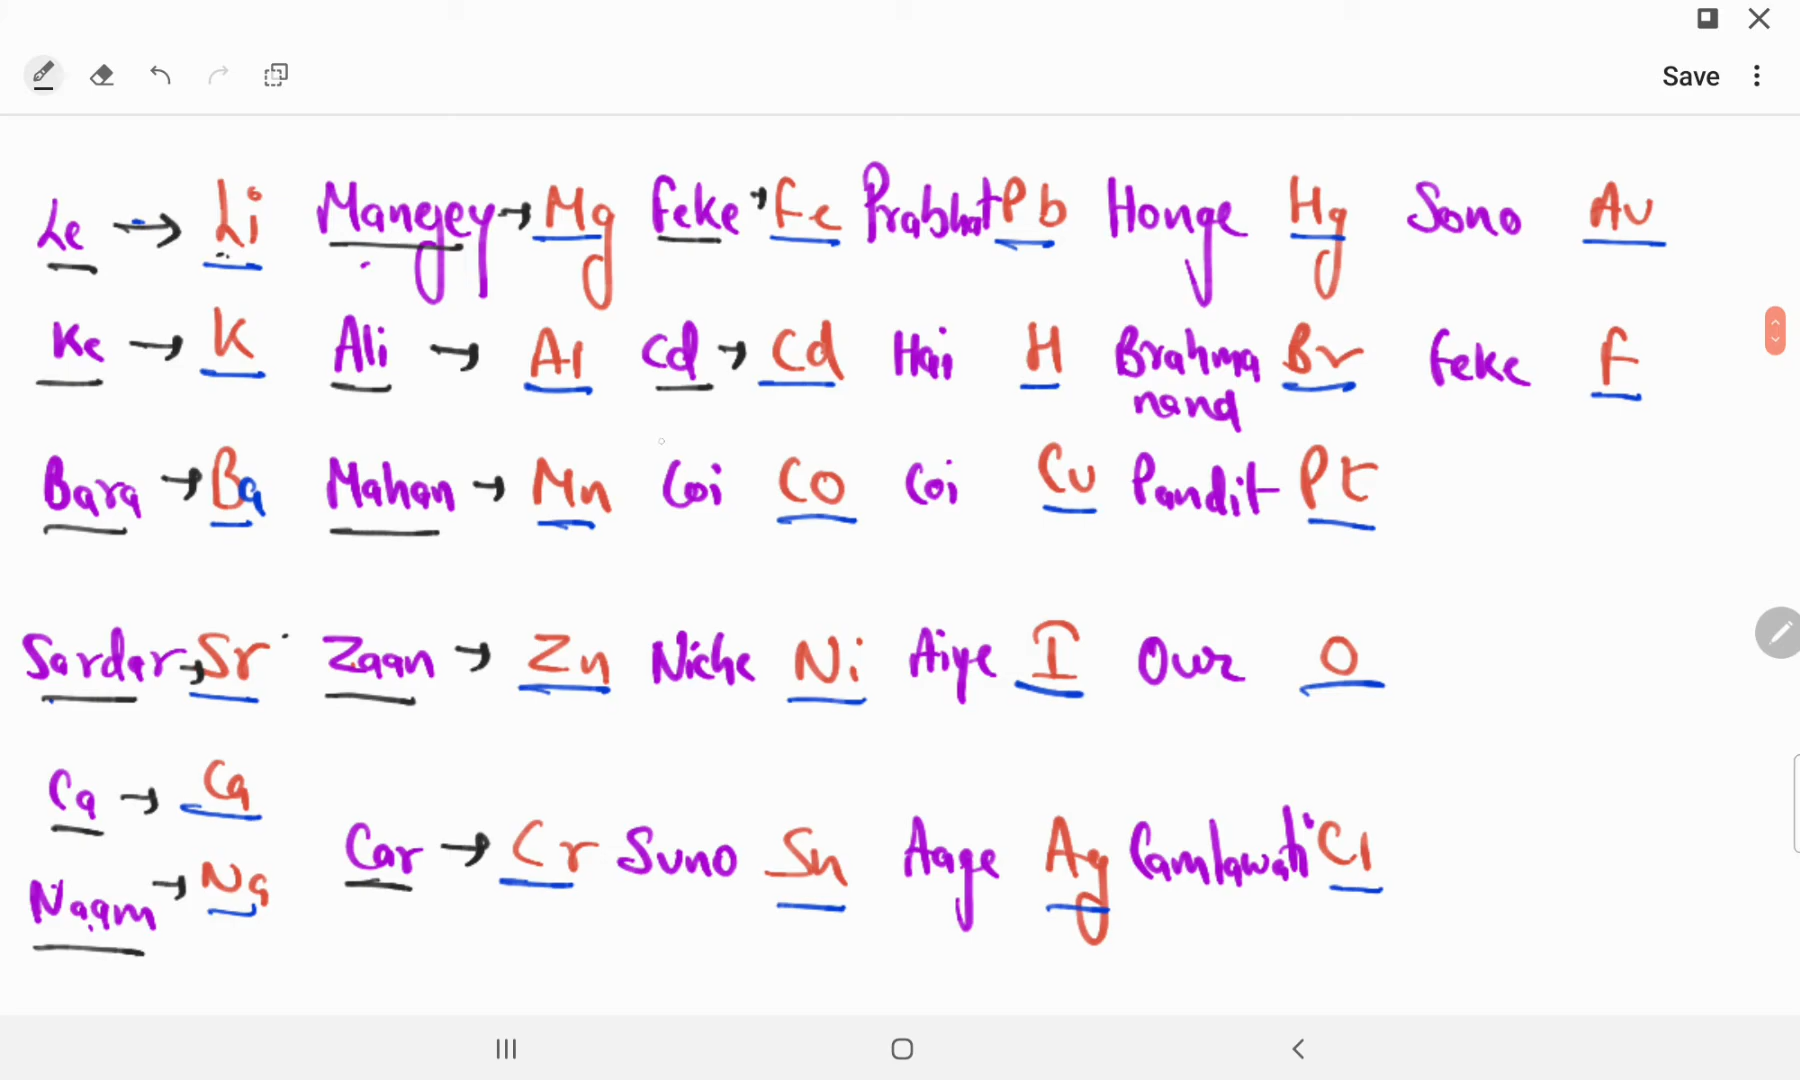 Save
Le → Li Mangey → Mg Feke → Fe Prabhat Pb Honge Hg Sono Au
Ke → K Ali → Al Cd → Cd Hai H Brahma Br Feke F
nand
Bara → Ba Mahan → Mn Coi Co Coi Cu Pandit Pt
Sardar → Sr Zaan → Zn Niche Ni Aiye I Our O
Ca → Ca
Car → Cr Suno Sn Aage Ag Camlawati Cl
Naam → Na